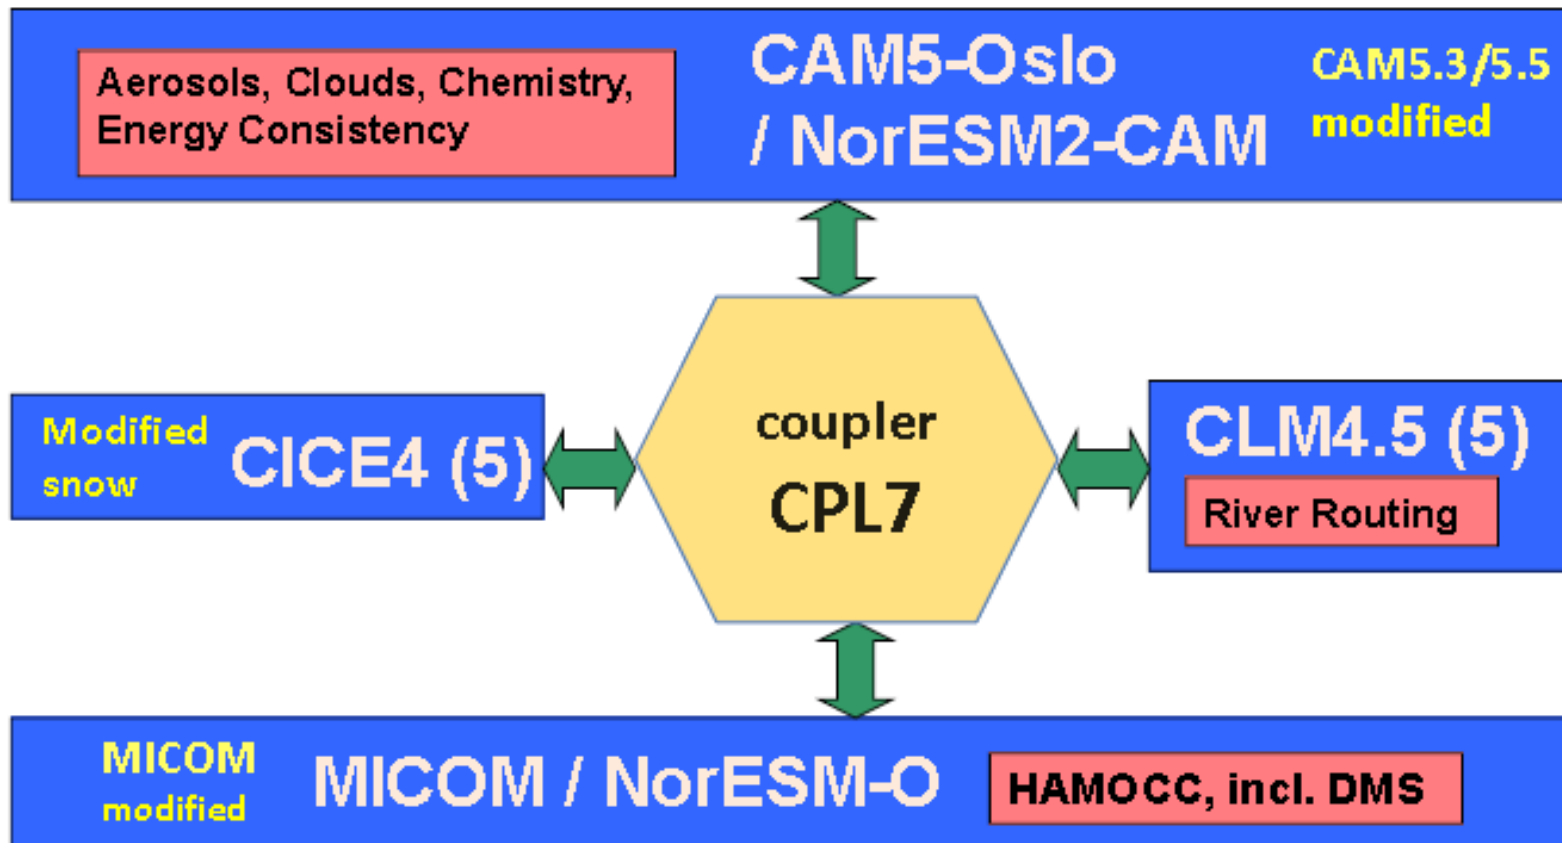 Aerosols, Clouds, Chemistry,
Energy Consistency
CAM5-Oslo
/ NorESM2-CAM
CAM5.3/5.5
modified
Modified
snow
CICE4 (5)
coupler
CPL7
CLM4.5 (5)
River Routing
MICOM
modified
MICOM / NorESM-O
HAMOCC, incl. DMS